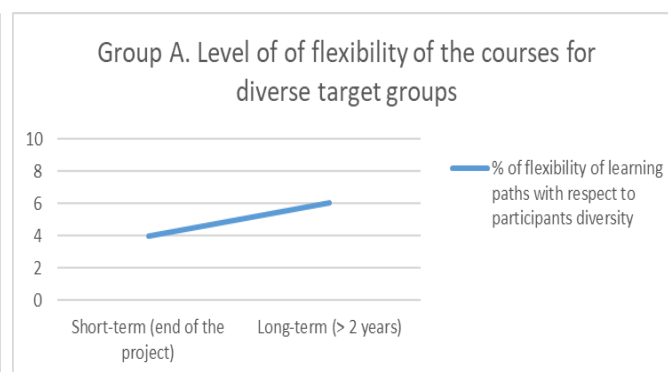 Group A. Level of of flexibility of the courses for
diverse target groups
10
8
6
4
2
0
Short-term (end of the
project)
Long-term (> 2 years)
% of flexibility of learning
paths with respect to
participants diversity